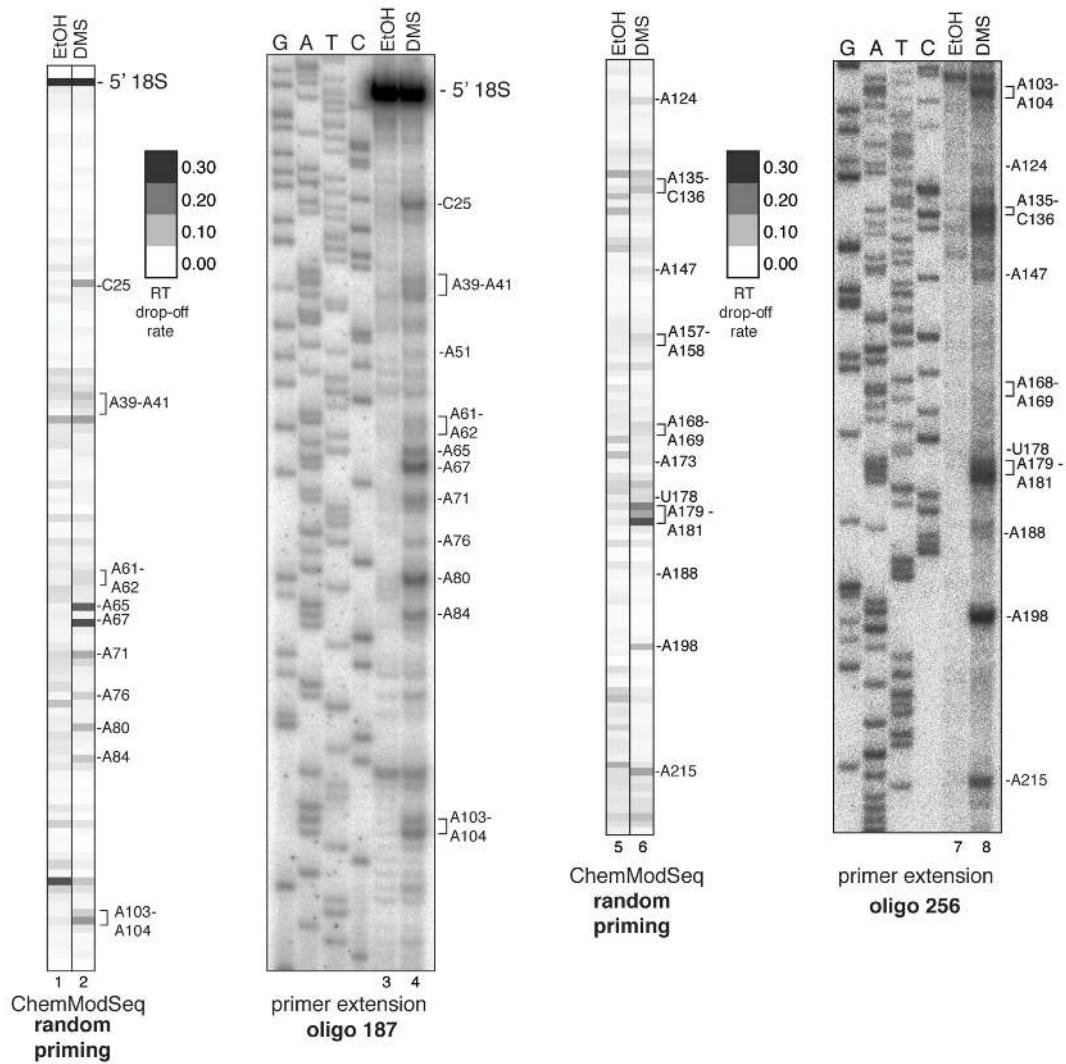 EtOH
DMS
- 5' 18S
0.30
0.20
0.10
0.00
RT
drop-off
rate
-C25
A39-A41
A61-
A62
-A65
-A67
-A71
-A76
-A80
-A84
A103-
A104
1 2
ChemModSeq
random
priming
G A T C EtOH DMS
- 5' 18S
-C25
A39-A41
-A51
A61-
A62
-A65
-A67
-A71
-A76
-A80
-A84
A103-
A104
3 4
primer extension
oligo 187
EtOH
DMS
-A124
A135-
C136
-A147
A157-
A158
A168-
A169
-A173
-U178
A179 -
A181
-A188
-A198
-A215
5 6
ChemModSeq
random
priming
0.30
0.20
0.10
0.00
RT
drop-off
rate
G A T C EtOH DMS
A103-
A104
-A124
A135-
C136
-A147
A168-
A169
-U178
A179 -
A181
-A188
-A198
-A215
7 8
primer extension
oligo 256